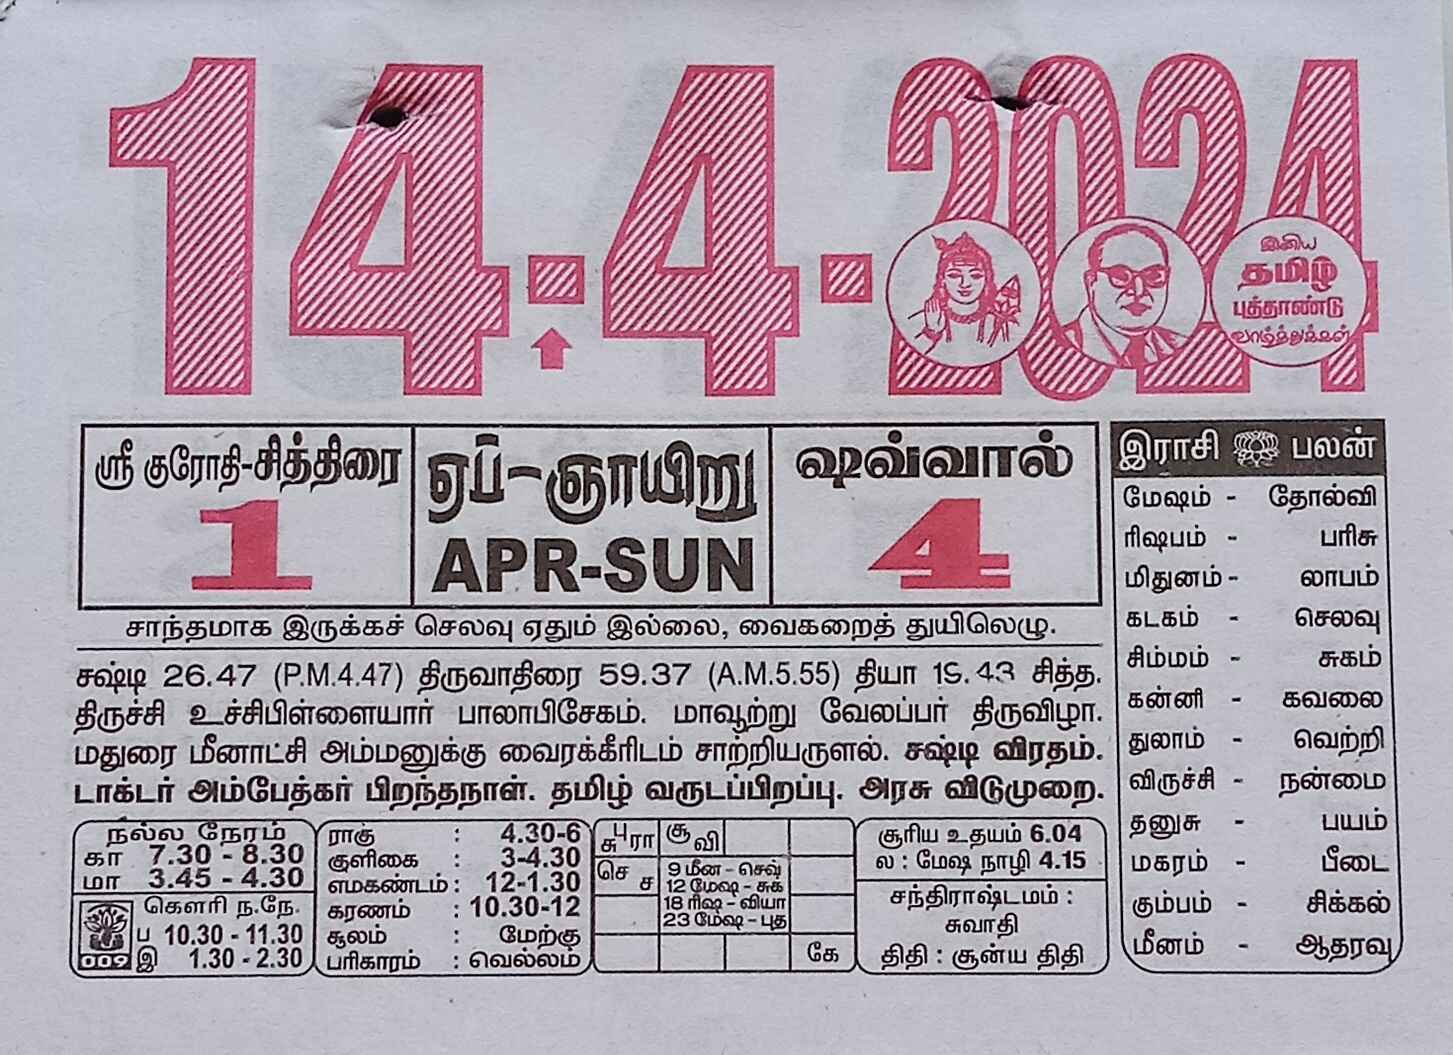 14-4-2024
இனிய
தமிழ்
புத்தாண்டு
வாழ்த்துக்கள்
ஸ்ரீ குரோதி-சித்திரை
1
ஏப்-ஞாயிறு
APR-SUN
ஷவ்வால்
4
சாந்தமாக இருக்கச் செலவு ஏதும் இல்லை, வைகறைத் துயிலெழு.
சஷ்டி 26.47 (P.M.4.47) திருவாதிரை 59.37 (A.M.5.55) தியா சித்த.
திருச்சி உச்சிபிள்ளையார் பாலாபிசேகம். மாவூற்று வேலப்பர் திருவிழா.
மதுரை மீனாட்சி அம்மனுக்கு வைரக்கீரிடம் சாற்றியருளல். சஷ்டி விரதம்.
டாக்டர் அம்பேத்கர் பிறந்தநாள். தமிழ் வருடப்பிறப்பு. அரசு விடுமுறை.
நல்ல நேரம்
கா 7.30 - 8.30
மா 3.45 - 4.30
கௌரி ந.நே.
ப 10.30 - 11.30
இ 1.30 - 2.30
009
ராகு : 4.30-6
குளிகை : 3-4.30
எமகண்டம் : 12-1.30
கரணம் : 10.30-12
சூலம் : மேற்கு
பரிகாரம் : வெல்லம்
பு
சு ரா
சூ
வி
செ
ச
9 மீன - செவ்
12 மேஷ - சுக்
18 ரிஷ - வியா
23 மேஷ - புத
கே
சூரிய உதயம் 6.04
ல : மேஷ நாழி 4.15
சந்திராஷ்டமம் :
சுவாதி
திதி : சூன்ய திதி
இராசி பலன்
மேஷம் - தோல்வி
ரிஷபம் - பரிசு
மிதுனம் - லாபம்
கடகம் - செலவு
சிம்மம் - சுகம்
கன்னி - கவலை
துலாம் - வெற்றி
விருச்சி - நன்மை
தனுசு - பயம்
மகரம் - பீடை
கும்பம் - சிக்கல்
மீனம் - ஆதரவு